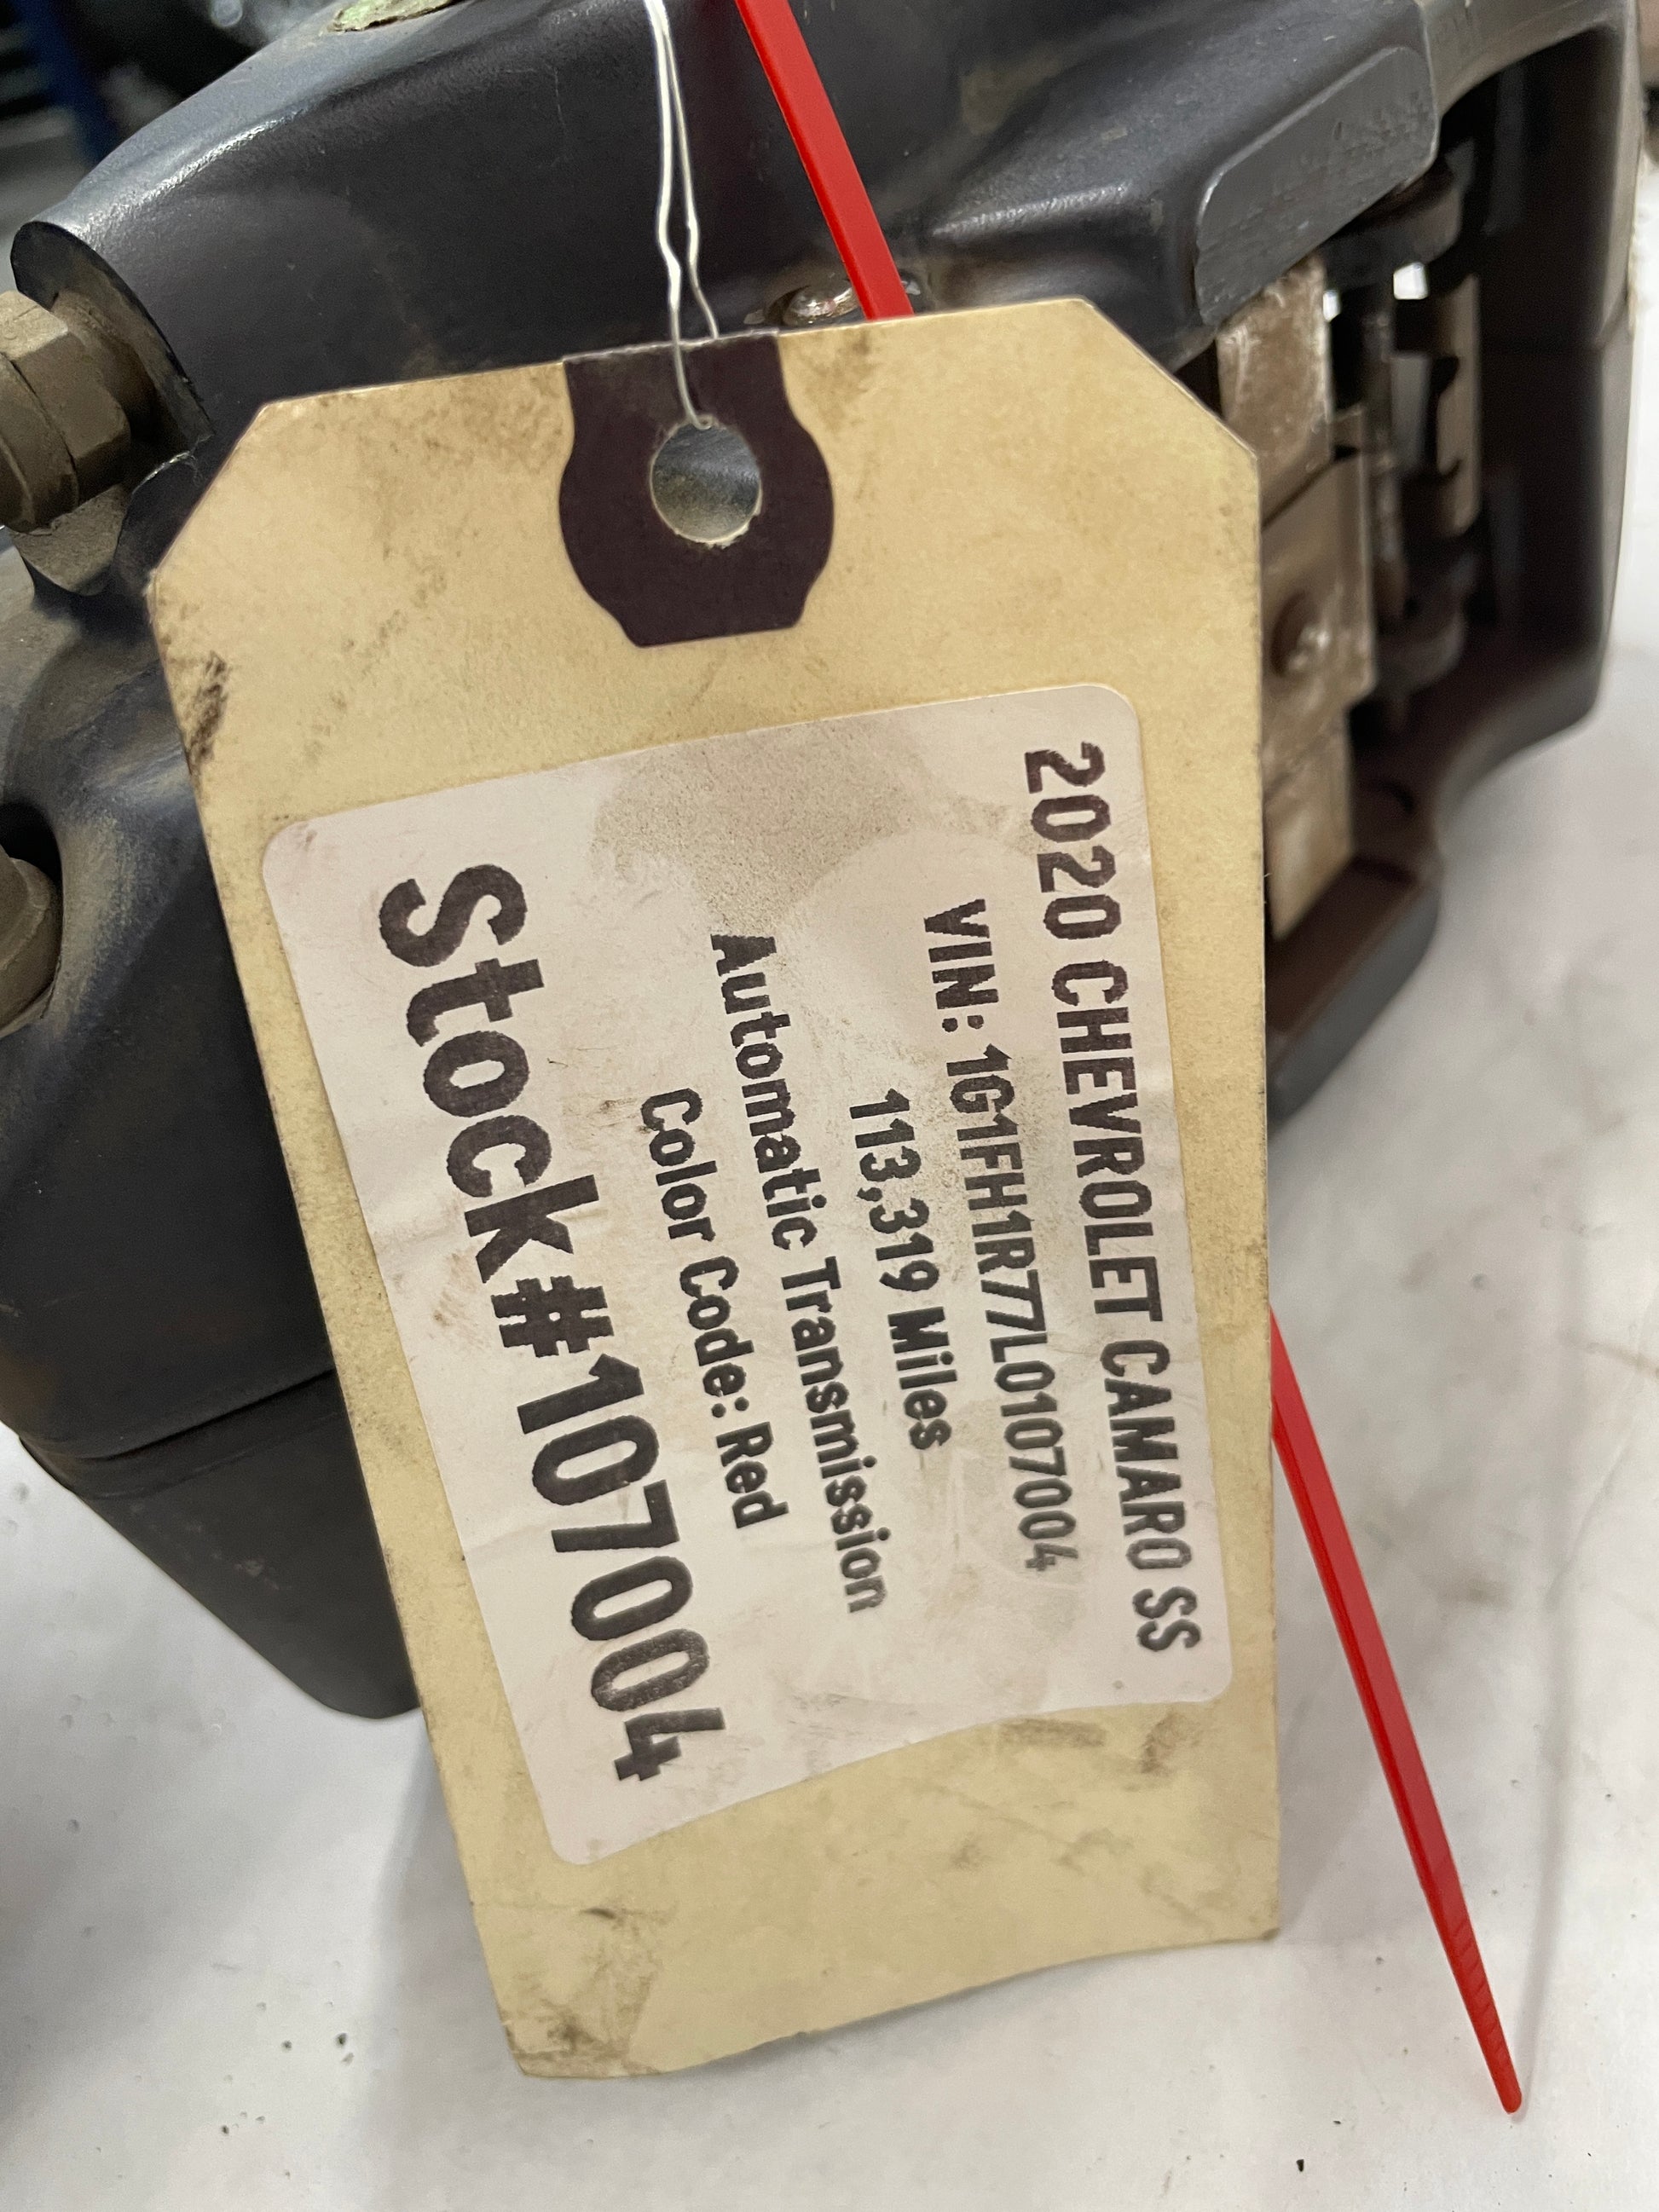 2020 CHEVROLET CAMARO SS
VIN: 1G1FH1R77L0107004
113,319 Miles
Automatic Transmission
Color Code: Red
Stock#107004